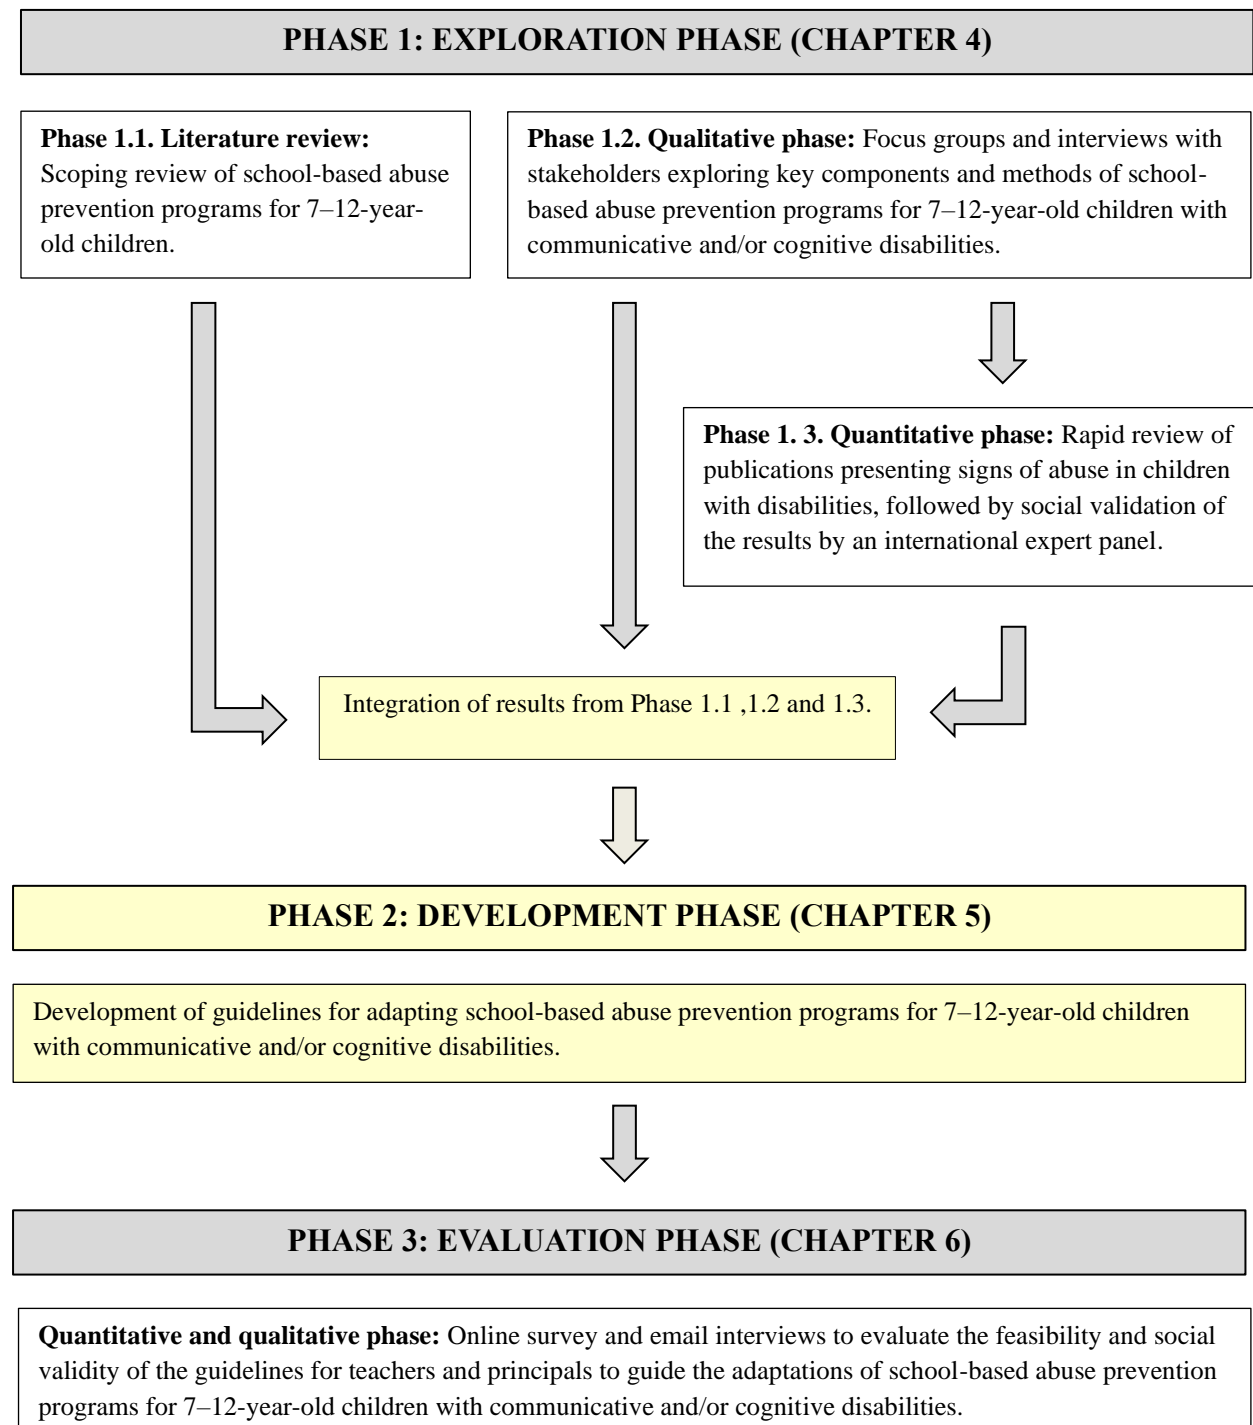 PHASE 1: EXPLORATION PHASE (CHAPTER 4)
Phase 1.1. Literature review:
Scoping review of school-based abuse
prevention programs for 7–12-year-
old children.
Phase 1.2. Qualitative phase: Focus groups and interviews with
stakeholders exploring key components and methods of school-
based abuse prevention programs for 7–12-year-old children with
communicative and/or cognitive disabilities.
Phase 1. 3. Quantitative phase: Rapid review of
publications presenting signs of abuse in children
with disabilities, followed by social validation of
the results by an international expert panel.
Integration of results from Phase 1.1 ,1.2 and 1.3.
PHASE 2: DEVELOPMENT PHASE (CHAPTER 5)
Development of guidelines for adapting school-based abuse prevention programs for 7–12-year-old children
with communicative and/or cognitive disabilities.
PHASE 3: EVALUATION PHASE (CHAPTER 6)
Quantitative and qualitative phase: Online survey and email interviews to evaluate the feasibility and social
validity of the guidelines for teachers and principals to guide the adaptations of school-based abuse prevention
programs for 7–12-year-old children with communicative and/or cognitive disabilities.